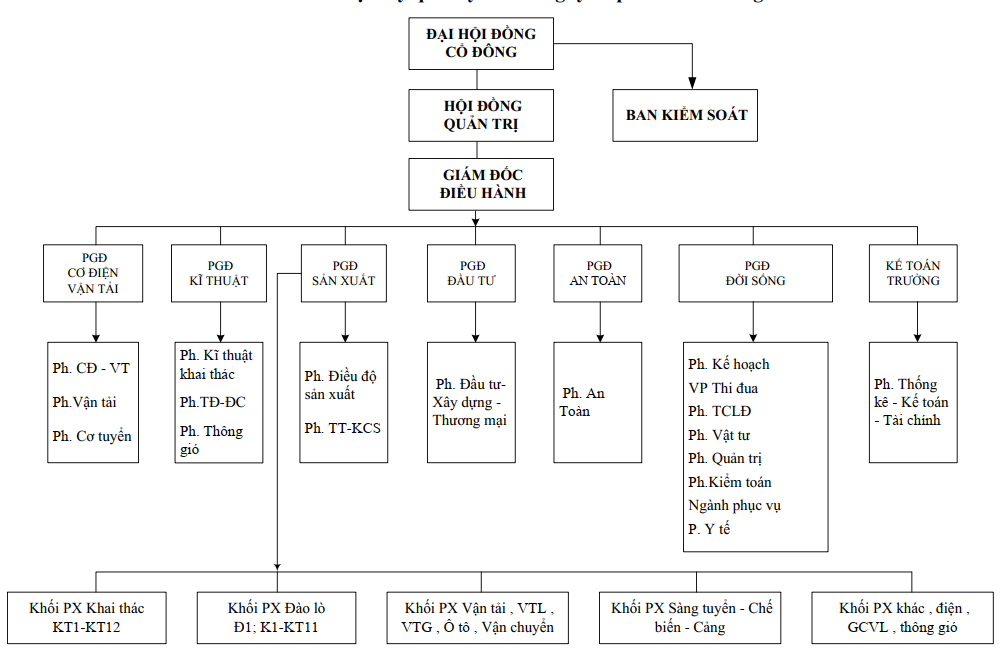 ĐẠI HỘI ĐỒNG
CỔ ĐÔNG
HỘI ĐỒNG
QUẢN TRỊ
BAN KIỂM SOÁT
GIÁM ĐỐC
ĐIỀU HÀNH
PGĐ
CƠ ĐIỆN
VẬN TẢI
PGĐ
KĨ THUẬT
PGĐ
SẢN XUẤT
PGĐ
ĐẦU TƯ
PGĐ
AN TOÀN
PGĐ
ĐỜI SỐNG
KẾ TOÁN
TRƯỞNG
Ph. CĐ - VT
Ph.Vận tải
Ph. Cơ tuyển
Ph. Kĩ thuật
khai thác
Ph.TĐ-ĐC
Ph. Thông
gió
Ph. Điều độ
sản xuất
Ph. TT-KCS
Ph. Đầu tư-
Xây dựng -
Thương mại
Ph. An
Toàn
Ph. Kế hoạch
VP Thi đua
Ph. TCLĐ
Ph. Vật tư
Ph. Quản trị
Ph.Kiểm toán
Ngành phục vụ
P. Y tế
Ph. Thống
kê - Kế toán
- Tài chính
Khối PX Khai thác
KT1-KT12
Khối PX Đào lò
Đ1; K1-KT11
Khối PX Vận tải , VTL ,
VTG , Ô tô , Vận chuyển
Khối PX Sàng tuyển - Chế
biến - Cảng
Khối PX khác , điện ,
GCVL , thông gió